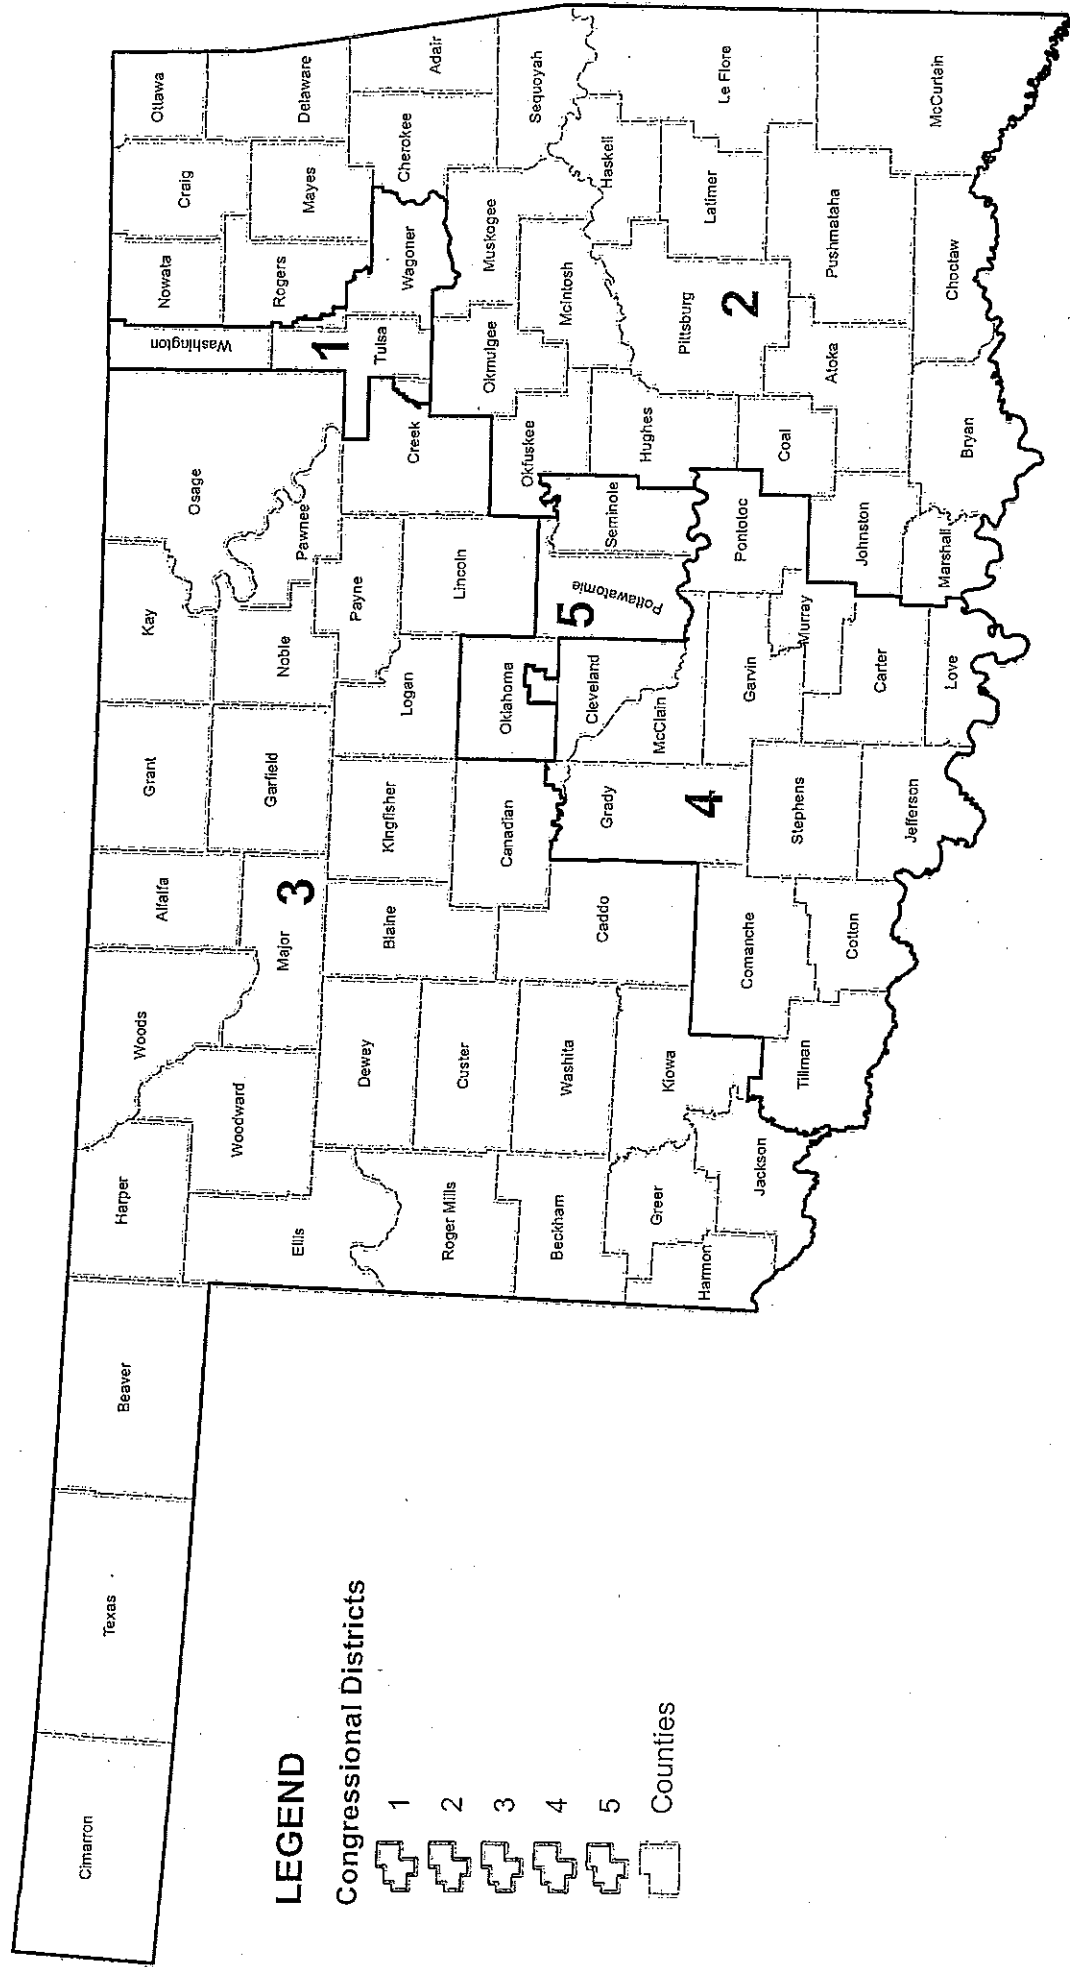 Cimarron
Texas
Beaver
Harper
Woods
Alfalfa
Grant
Kay
Osage
Washington
Nowata
Craig
Ottawa
Ellis
Woodward
Major
3
Garfield
Noble
Pawnee
Rogers
Mayes
Delaware
Roger Mills
Dewey
Blaine
Kingfisher
Logan
Payne
Creek
1
Tulsa
Wagoner
Cherokee
Adair
Beckham
Custer
Canadian
Oklahoma
Lincoln
Okfuskee
Okmulgee
Muskogee
Sequoyah
Greer
Washita
Caddo
Grady
Cleveland
McClain
5
Pottawatomie
Seminole
Hughes
McIntosh
Haskell
Harmon
Jackson
Kiowa
Comanche
4
Garvin
Pontotoc
Pittsburg
2
Latimer
Le Flore
Tillman
Cotton
Stephens
Murray
Johnston
Coal
Atoka
Pushmataha
McCurtain
Jefferson
Carter
Love
Marshall
Bryan
Choctaw
LEGEND
Congressional Districts
1
2
3
4
5
Counties